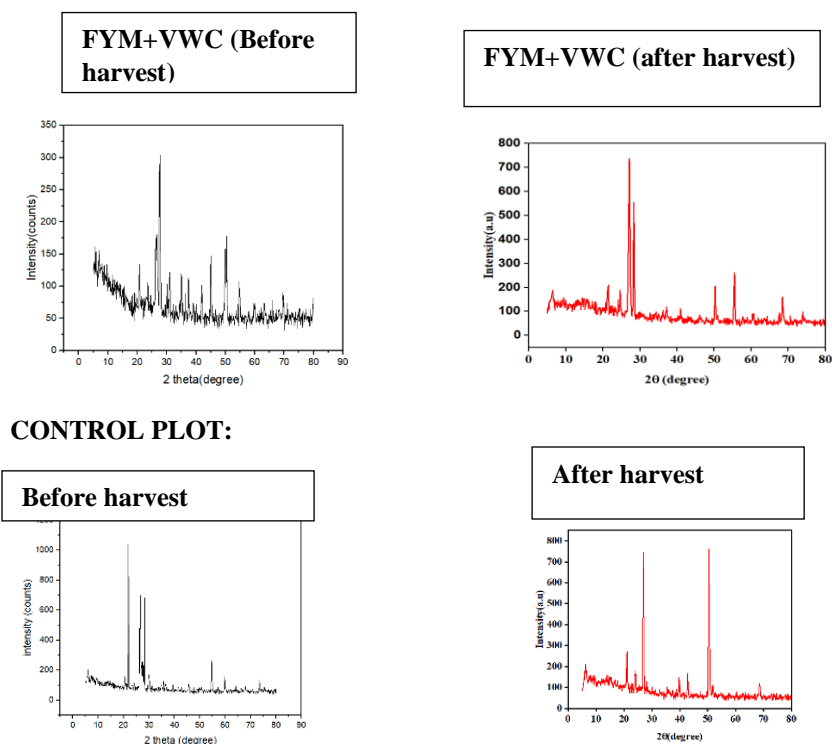 FYM+VWC (Before
harvest)
FYM+VWC (after harvest)
350
300
250
200
150
100
50
0
Intensity(counts)
0 10 20 30 40 50 60 70 80 90
2 theta(degree)
800
700
600
500
400
300
200
100
0
Intensity(a.u)
0 10 20 30 40 50 60 70 80
2θ (degree)
CONTROL PLOT:
Before harvest
After harvest
1200
1000
800
600
400
200
0
intensity (counts)
0 10 20 30 40 50 60 70 80 90
2 theta (degree)
800
700
600
500
400
300
200
100
0
Intensity(a.u)
0 10 20 30 40 50 60 70 80
2θ(degree)